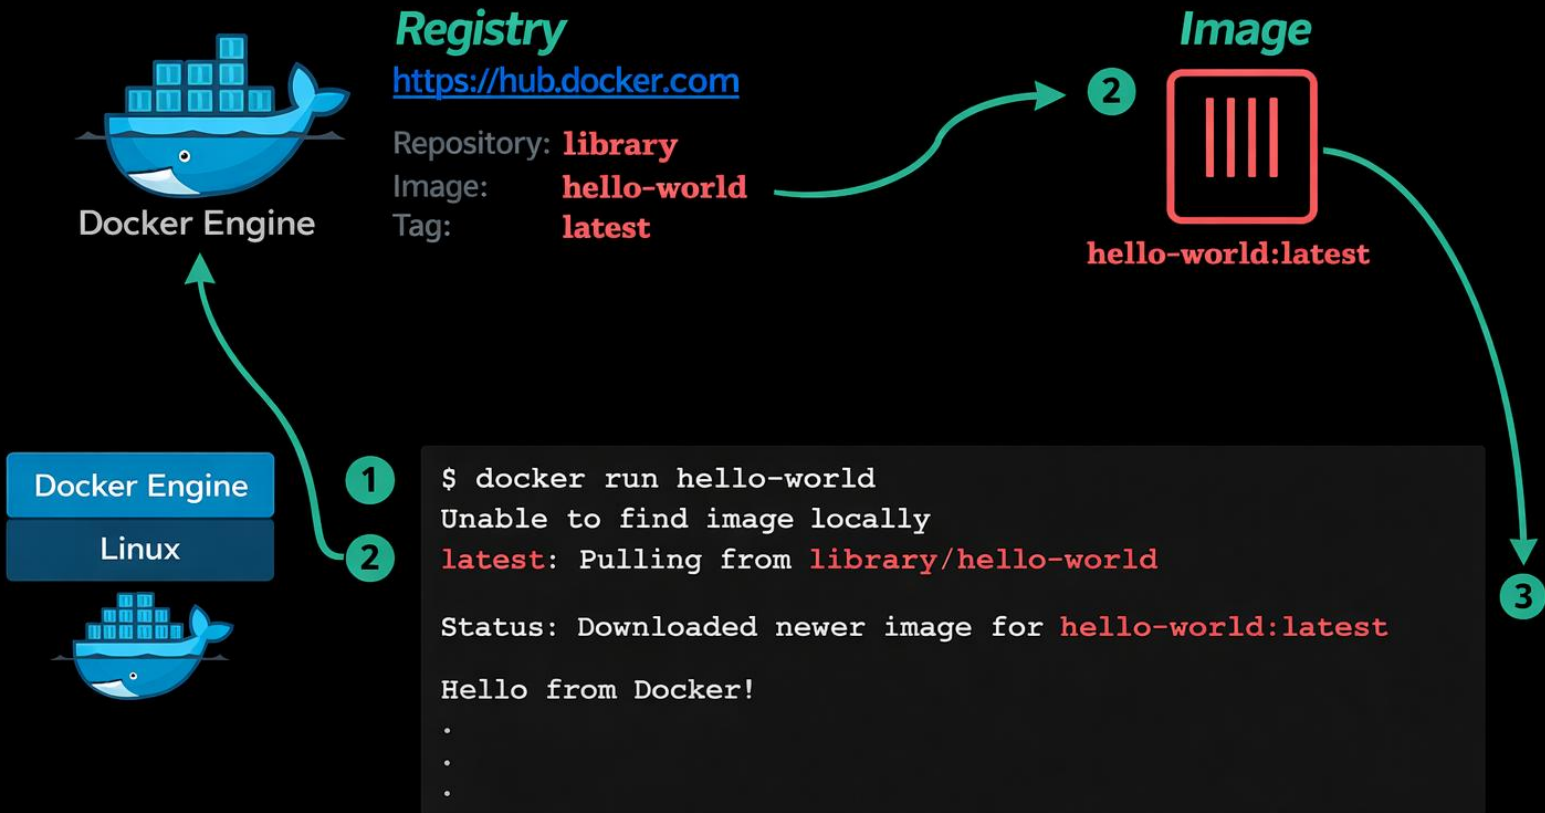 Registry
https://hub.docker.com
Repository: library
Image: hello-world
Tag: latest
Docker Engine
Image
2
hello-world:latest
Docker Engine
Linux
1
$ docker run hello-world
Unable to find image locally
2
latest: Pulling from library/hello-world
Status: Downloaded newer image for hello-world:latest
3
Hello from Docker!
.
.
.